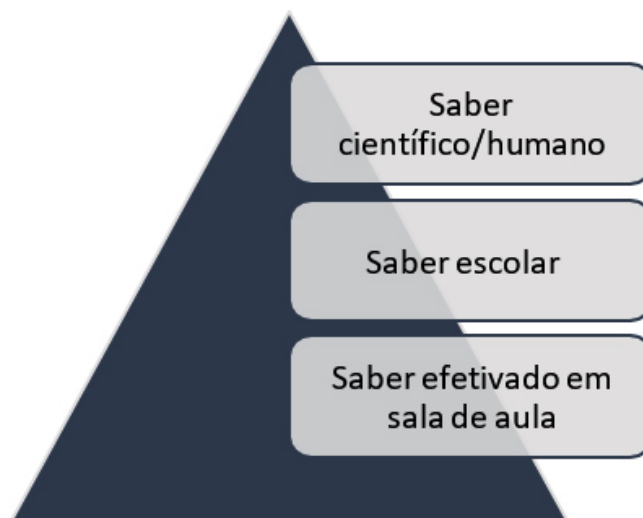 Saber
científico/humano
Saber escolar
Saber efetivado em
sala de aula